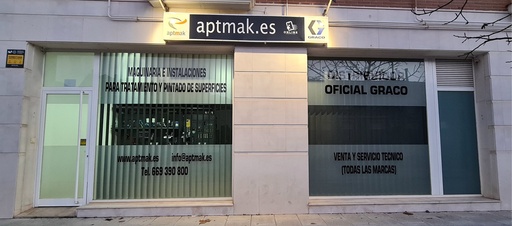 aptmak
aptmak.es
GRACO
MAQUINARIA E INSTALACIONES
PARA TRATAMIENTO Y PINTADO DE SUPERFICIES
www.aptmak.es info@aptmak.es
Tel. 669 390 800
OFICIAL GRACO
VENTA Y SERVICIO TECNICO
(TODAS LAS MARCAS)